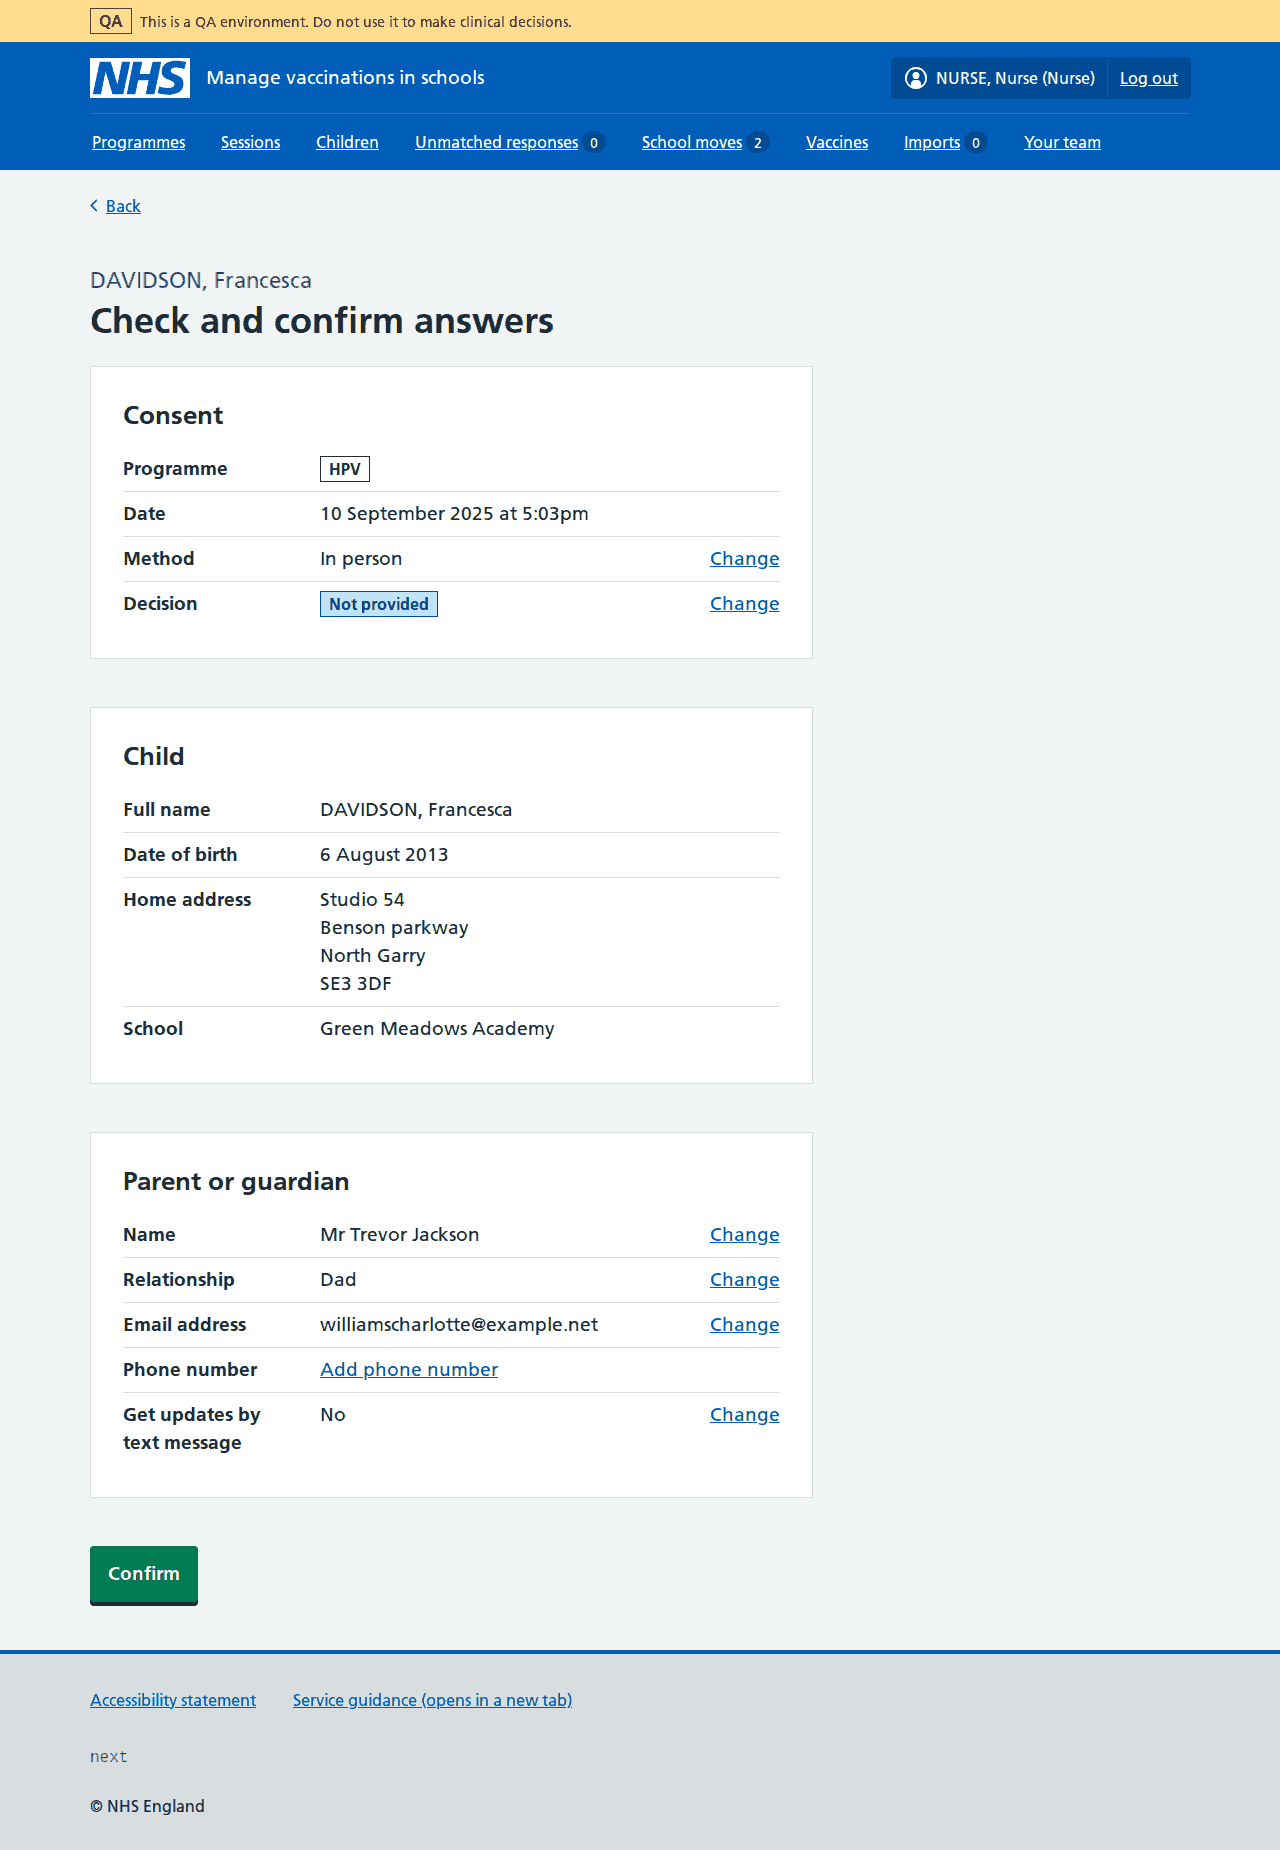 QA This is a QA environment. Do not use it to make clinical decisions.
NHS Manage vaccinations in schools NURSE, Nurse (Nurse) Log out
Programmes Sessions Children Unmatched responses 0 School moves 2 Vaccines Imports 0 Your team
Back
DAVIDSON, Francesca
Check and confirm answers
Consent
Programme HPV
Date 10 September 2025 at 5:03pm
Method In person Change
Decision Not provided Change
Child
Full name DAVIDSON, Francesca
Date of birth 6 August 2013
Home address Studio 54
Benson parkway
North Garry
SE3 3DF
School Green Meadows Academy
Parent or guardian
Name Mr Trevor Jackson Change
Relationship Dad Change
Email address williamscharlotte@example.net Change
Phone number Add phone number
Get updates by No Change
text message
Confirm
Accessibility statement Service guidance (opens in a new tab)
next
© NHS England